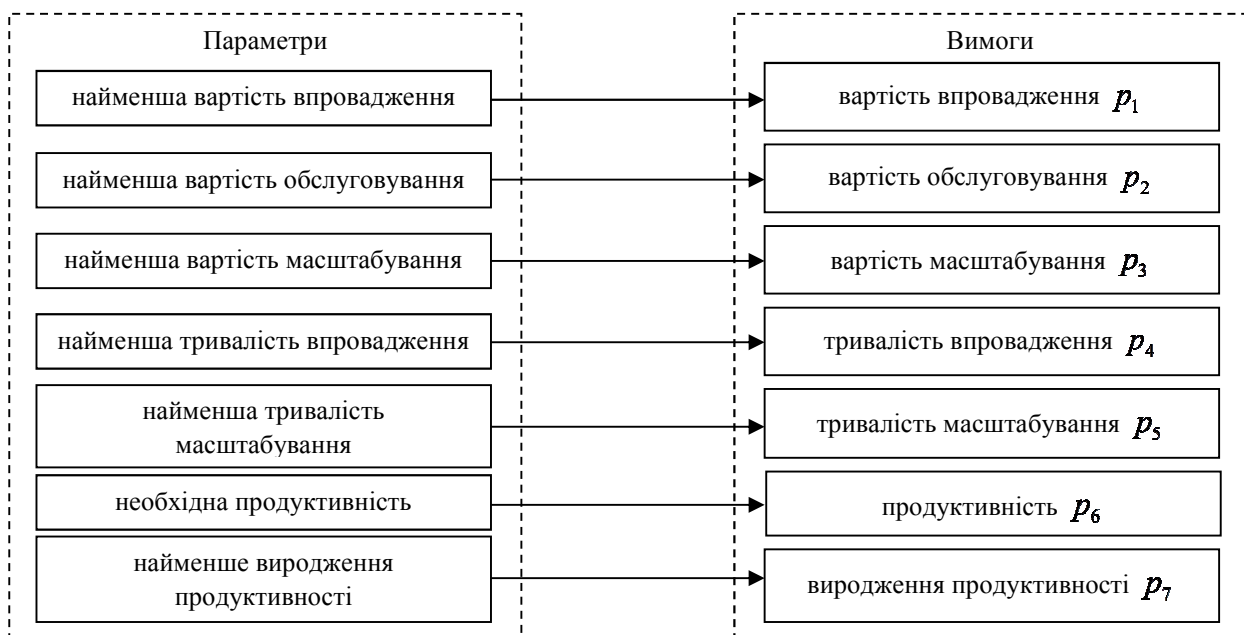 Параметри
найменша вартість впровадження
найменша вартість обслуговування
найменша вартість масштабування
найменша тривалість впровадження
найменша тривалість
масштабування
необхідна продуктивність
найменше виродження
продуктивності
Вимоги
вартість впровадження p₁
вартість обслуговування p₂
вартість масштабування p₃
тривалість впровадження p₄
тривалість масштабування p₅
продуктивність p₆
виродження продуктивності p₇